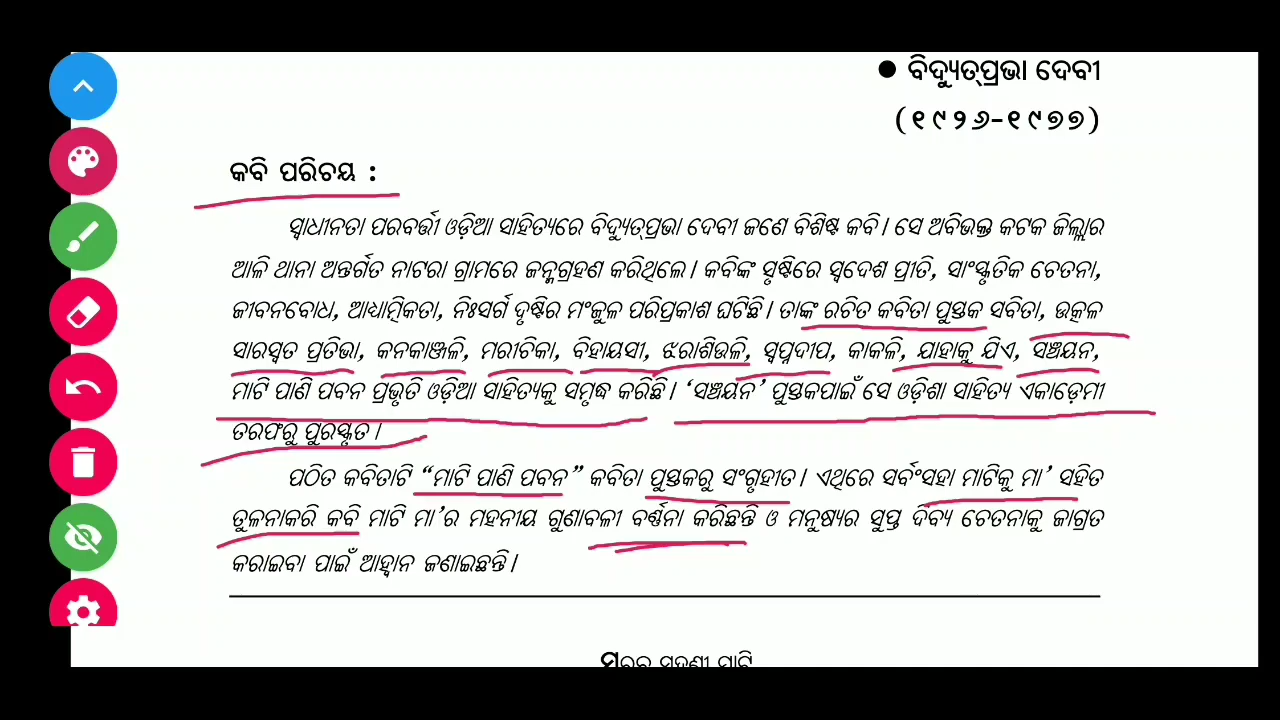 ● ବିଦ୍ୟୁତ୍‌ପ୍ରଭା ଦେବୀ
(୧୯୨୬-୧୯୭୭)
କବି ପରିଚୟ :
ସ୍ୱାଧୀନତା ପରବର୍ତ୍ତୀ ଓଡ଼ିଆ ସାହିତ୍ୟରେ ବିଦ୍ୟୁତ୍‌ପ୍ରଭା ଦେବୀ ଜଣେ ବିଶିଷ୍ଟ କବି। ସେ ଅବିଭକ୍ତ କଟକ ଜିଲ୍ଲାର
ଆଳି ଥାନା ଅନ୍ତର୍ଗତ ନାଟରା ଗ୍ରାମରେ ଜନ୍ମଗ୍ରହଣ କରିଥିଲେ। କବିଙ୍କ ସୃଷ୍ଟିରେ ସ୍ୱଦେଶ ପ୍ରୀତି, ସାଂସ୍କୃତିକ ଚେତନା,
ଜୀବନବୋଧ, ଆଧ୍ୟାତ୍ମିକତା, ନିଃସର୍ଗ ଦୃଷ୍ଟିର ମଂଜୁଳ ପରିପ୍ରକାଶ ଘଟିଛି। ତାଙ୍କ ରଚିତ କବିତା ପୁସ୍ତକ ସବିତା, ଉତ୍କଳ
ସାରସ୍ୱତ ପ୍ରତିଭା, କନକାଞ୍ଜଳି, ମରୀଚିକା, ବିହାୟସୀ, ଝରାଶିଉଳି, ସ୍ୱପ୍ନଦୀପ, କାକଳି, ଯାହାକୁ ଯିଏ, ସଞ୍ଚୟନ,
ମାଟି ପାଣି ପବନ ପ୍ରଭୃତି ଓଡ଼ିଆ ସାହିତ୍ୟକୁ ସମୃଦ୍ଧ କରିଛି। ‘ସଞ୍ଚୟନ’ ପୁସ୍ତକପାଇଁ ସେ ଓଡ଼ିଶା ସାହିତ୍ୟ ଏକାଡ଼େମୀ
ତରଫରୁ ପୁରସ୍କୃତ।
ପଠିତ କବିତାଟି “ମାଟି ପାଣି ପବନ” କବିତା ପୁସ୍ତକରୁ ସଂଗୃହୀତ। ଏଥିରେ ସର୍ବଂସହା ମାଟିକୁ ମା’ ସହିତ
ତୁଳନାକରି କବି ମାଟି ମା’ର ମହନୀୟ ଗୁଣାବଳୀ ବର୍ଣ୍ଣନା କରିଛନ୍ତି ଓ ମନୁଷ୍ୟର ସୁପ୍ତ ଦିବ୍ୟ ଚେତନାକୁ ଜାଗ୍ରତ
କରାଇବା ପାଇଁ ଆହ୍ୱାନ ଜଣାଇଛନ୍ତି।